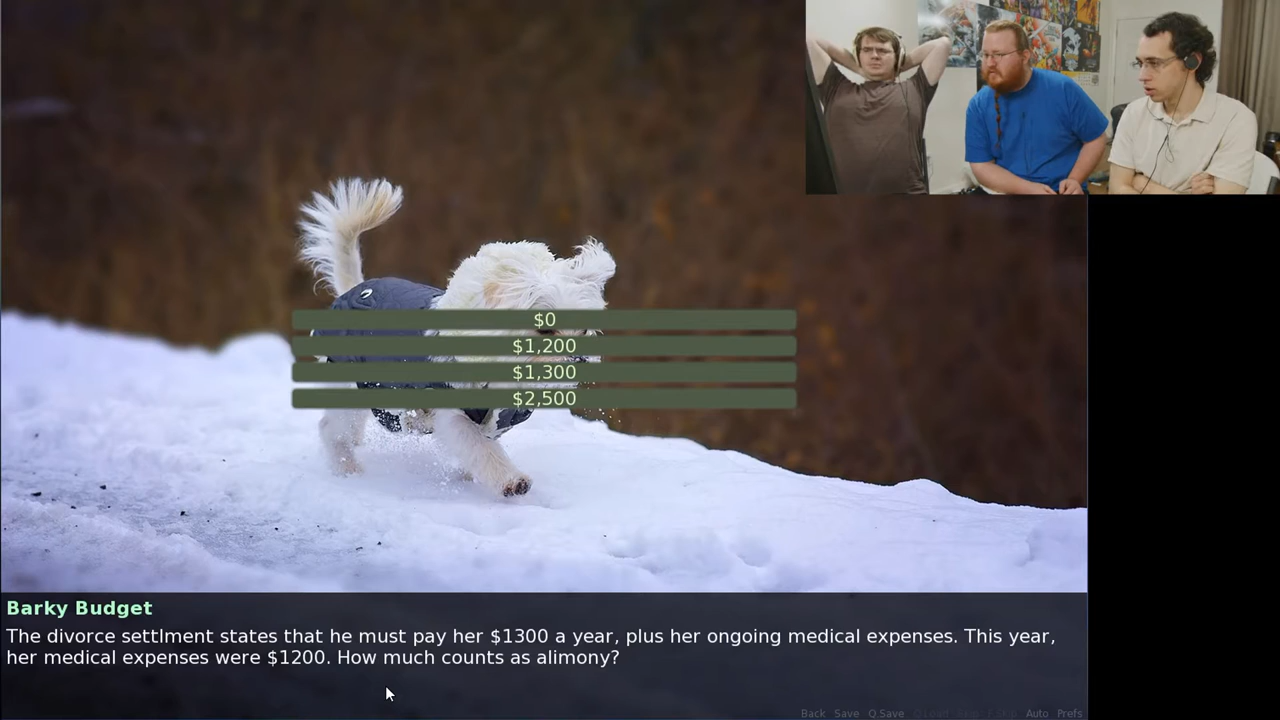 $0
$1,200
$1,300
$2,500
Barky Budget
The divorce settlment states that he must pay her $1300 a year, plus her ongoing medical expenses. This year,
her medical expenses were $1200. How much counts as alimony?
Back Save Q.Save Auto Prefs